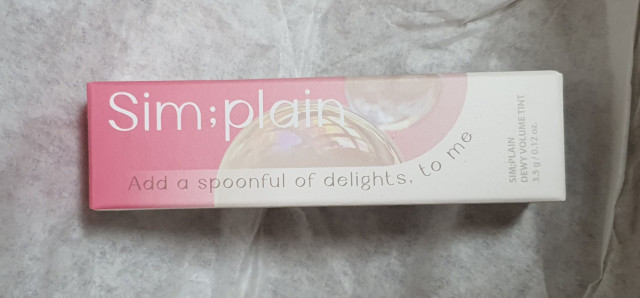 Sim;plain
Add a spoonful of delights, to me
SIM;PLAIN
DEWY VOLUME TINT
3.5 g / 0.12 oz.